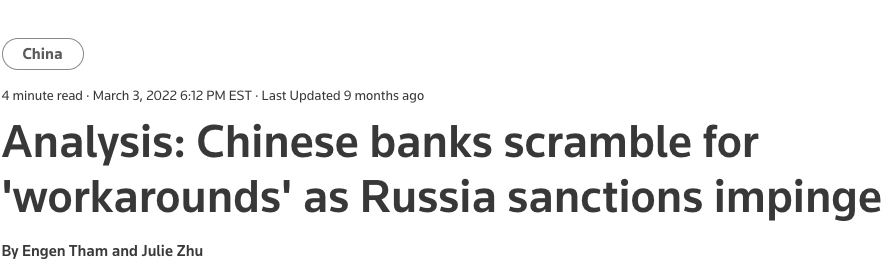 China
4 minute read · March 3, 2022 6:12 PM EST · Last Updated 9 months ago
Analysis: Chinese banks scramble for
'workarounds' as Russia sanctions impinge
By Engen Tham and Julie Zhu